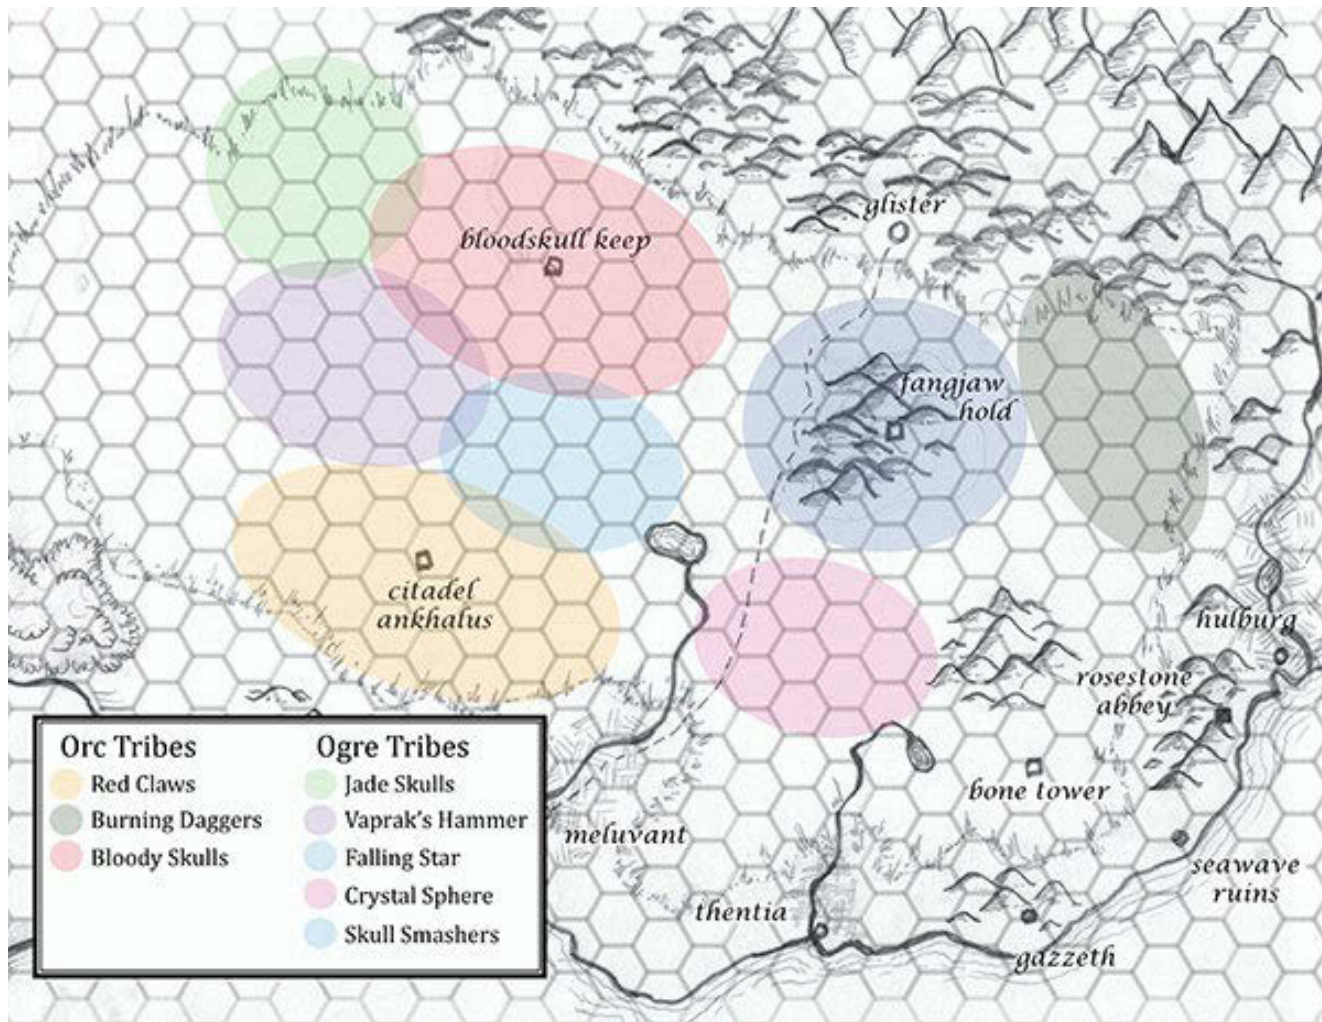 glister
bloodskull keep
fangjaw
hold
citadel
ankhalus
hulburg
rosestone
abbey
bone tower
meluvant
seawave
ruins
thentia
gazzeth
Orc Tribes
Red Claws
Burning Daggers
Bloody Skulls
Ogre Tribes
Jade Skulls
Vaprak's Hammer
Falling Star
Crystal Sphere
Skull Smashers